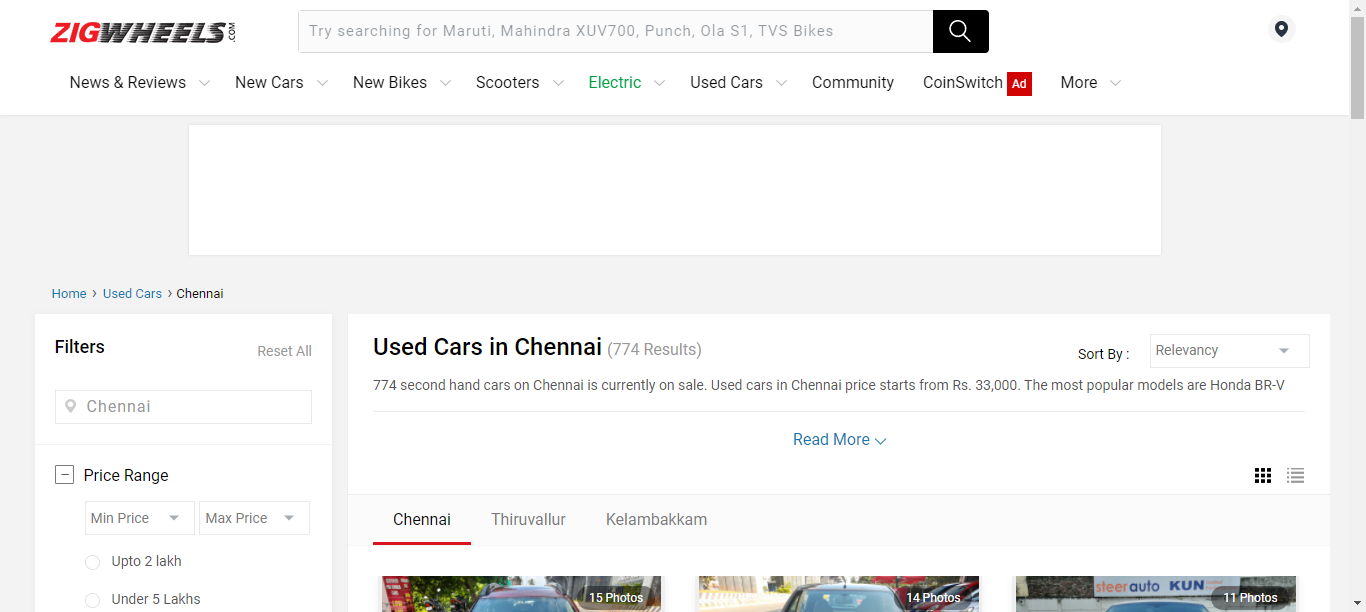 ZIGWHEELS.COM
Try searching for Maruti, Mahindra XUV700, Punch, Ola S1, TVS Bikes
News & Reviews New Cars New Bikes Scooters Electric Used Cars Community CoinSwitch Ad More
Home › Used Cars › Chennai
Filters
Reset All
Chennai
Price Range
Min Price Max Price
Upto 2 lakh
Under 5 Lakhs
Used Cars in Chennai (774 Results)
Sort By : Relevancy
774 second hand cars on Chennai is currently on sale. Used cars in Chennai price starts from Rs. 33,000. The most popular models are Honda BR-V
Read More
Chennai Thiruvallur Kelambakkam
15 Photos
14 Photos
steer auto KUN
11 Photos